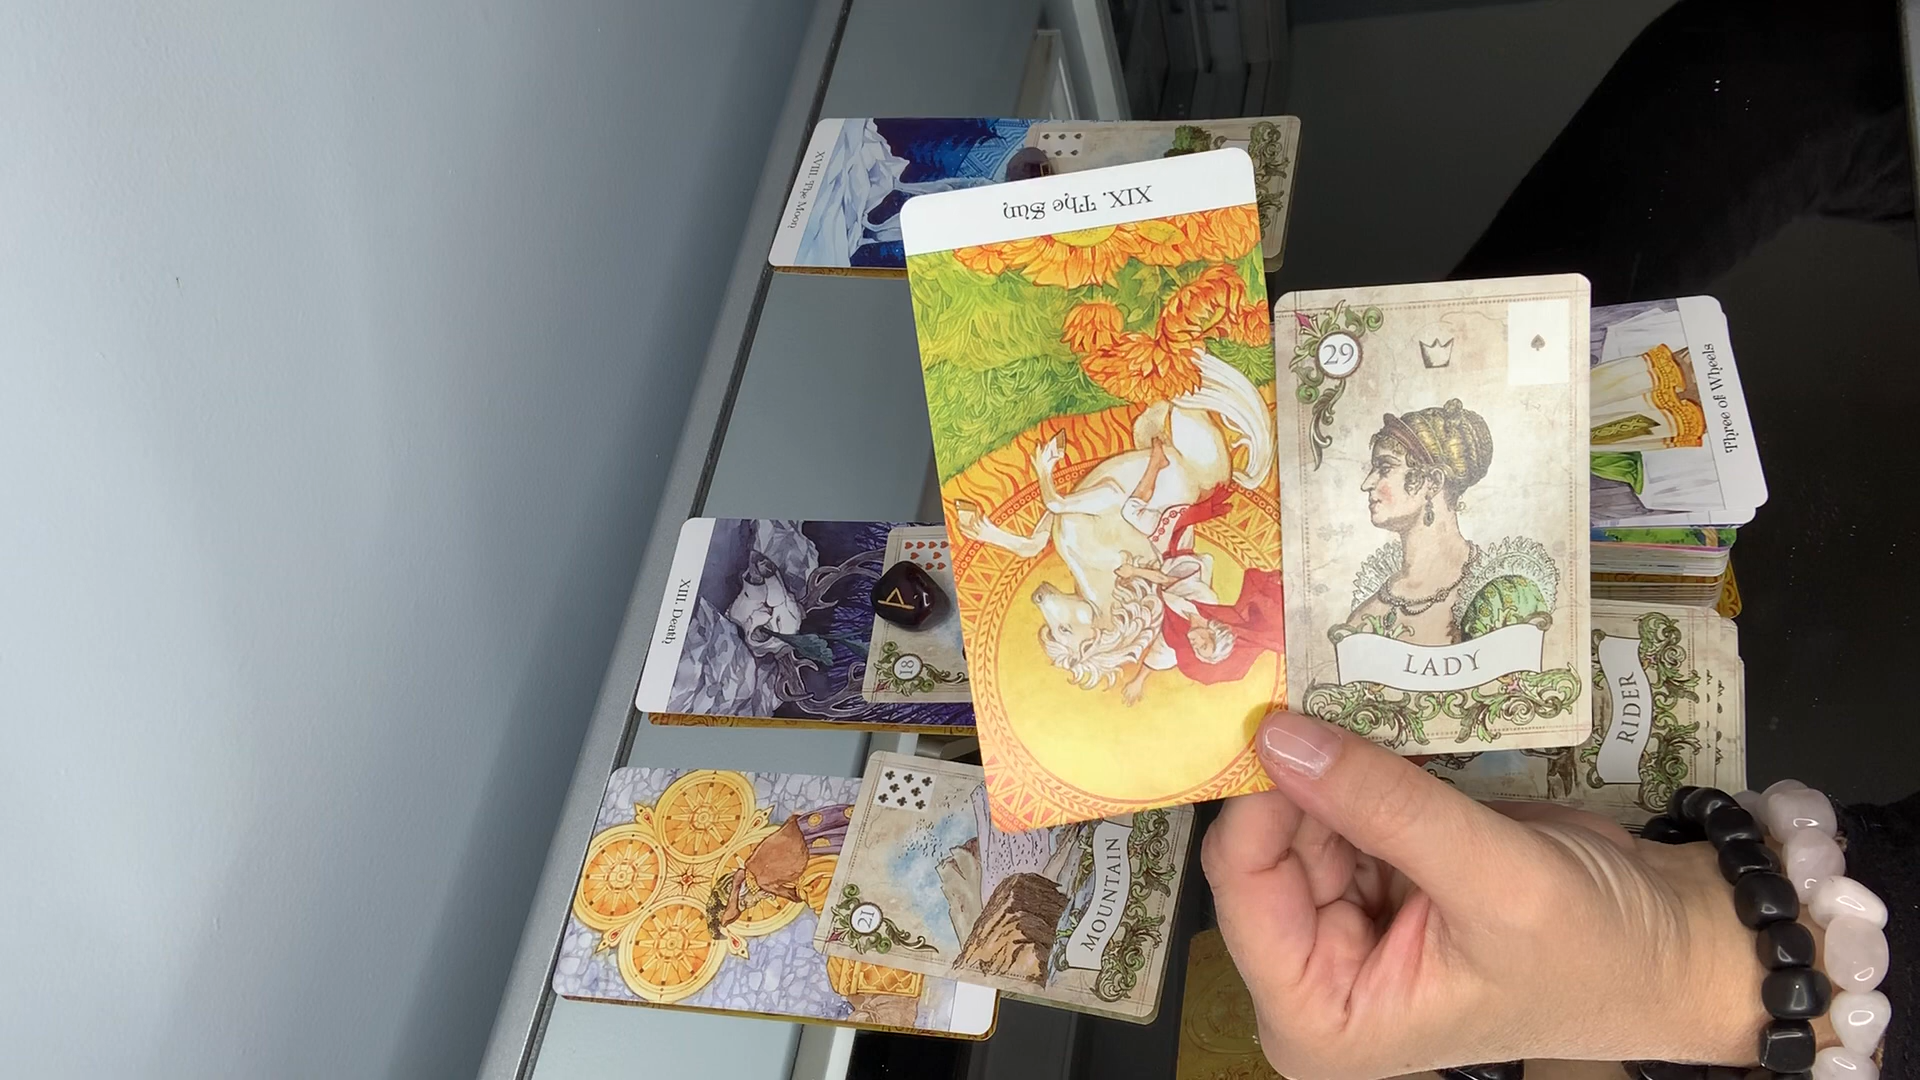 XVIII. The Moon
XIX. The Sun
29
LADY
Three of Wheels
XIII. Death
18
RIDER
21
MOUNTAIN